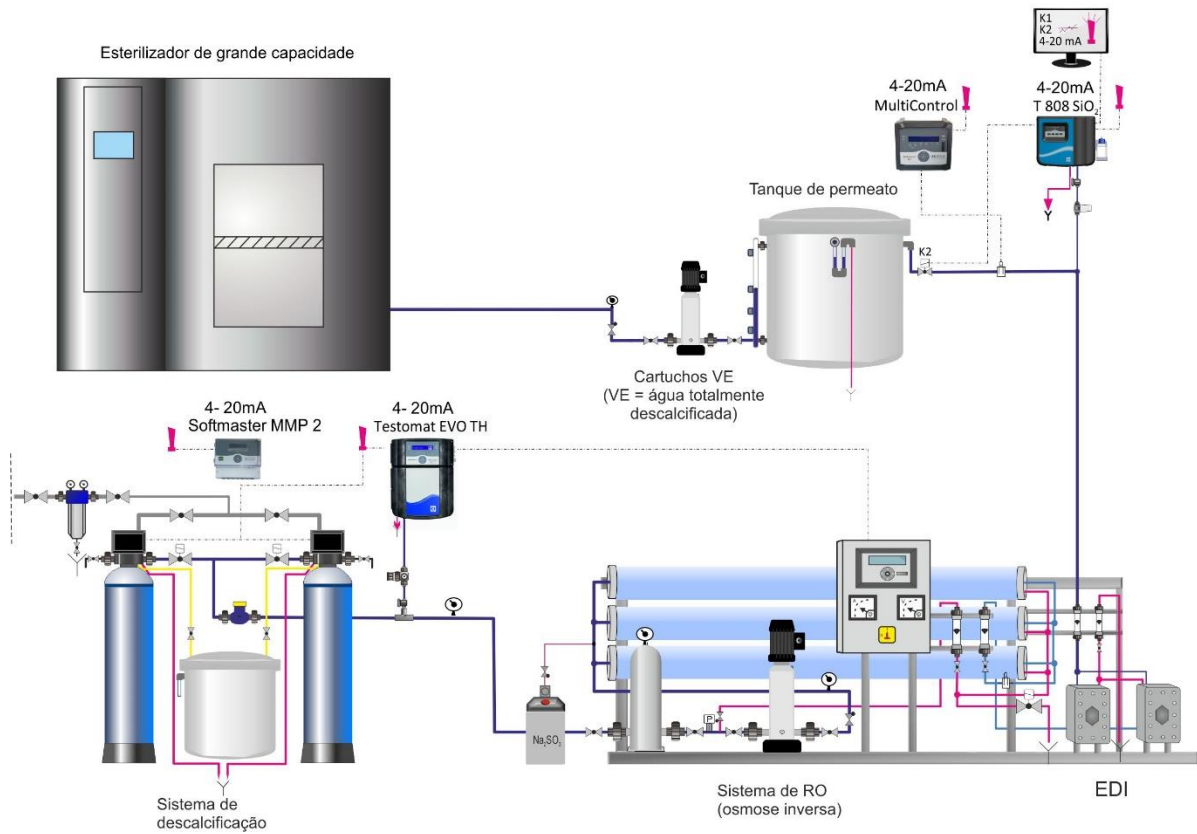 Esterilizador de grande capacidade
K1
K2
4-20 mA
4-20mA
MultiControl
4-20mA
T 808 SiO₂
Tanque de permeato
K2
Cartuchos VE
(VE = água totalmente
descalcificada)
4- 20mA
Softmaster MMP 2
4- 20mA
Testomat EVO TH
P
Na₂SO₃
Sistema de
descalcificação
Sistema de RO
(osmose inversa)
EDI